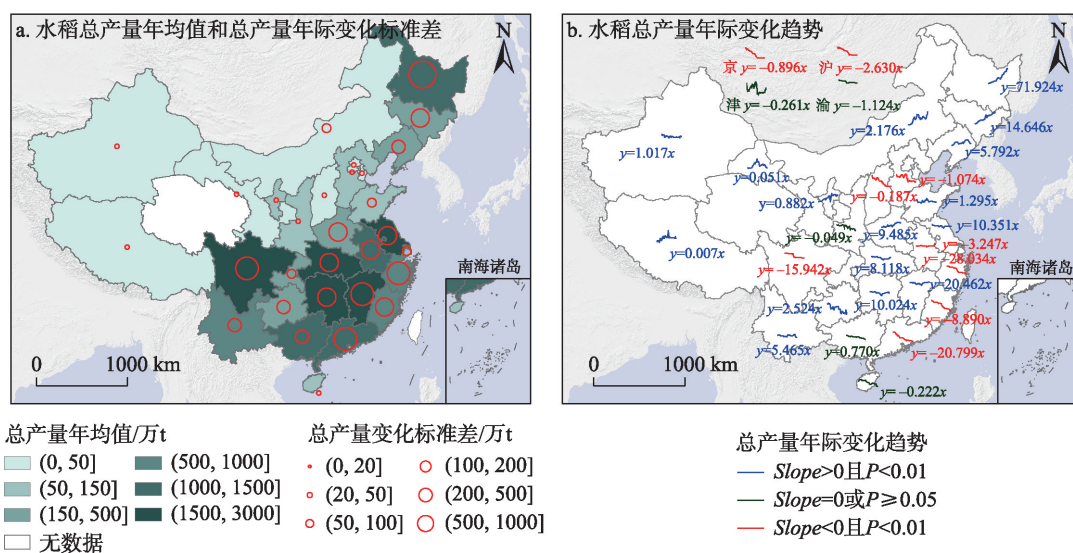 a. 水稻总产量年均值和总产量年际变化标准差
N
南海诸岛
0
1000 km
总产量年均值/万t
(0, 50]
(50, 150]
(150, 500]
无数据
(500, 1000]
(1000, 1500]
(1500, 3000]
总产量变化标准差/万t
(0, 20]
(20, 50]
(50, 100]
(100, 200]
(200, 500]
(500, 1000]
b. 水稻总产量年际变化趋势
N
京 y= −0.896x
沪 y= −2.630x
津 y= −0.261x
渝 y= −1.124x
y=71.924x
y=2.176x
y=14.646x
y=5.792x
y=1.017x
y=0.051x
y= −1.074x
y=0.882x
y= −0.187x
y=1.295x
y= −0.049x
y=9.485x
y=10.351x
y= −3.247x
y=0.007x
y= −15.942x
y=8.118x
y= −28.034x
y=20.462x
y=2.524x
y=10.024x
y= −8.890x
y=5.465x
y=0.770x
y= −20.799x
y= −0.222x
南海诸岛
0
1000 km
总产量年际变化趋势
Slope>0且P<0.01
Slope=0或P≥0.05
Slope<0且P<0.01